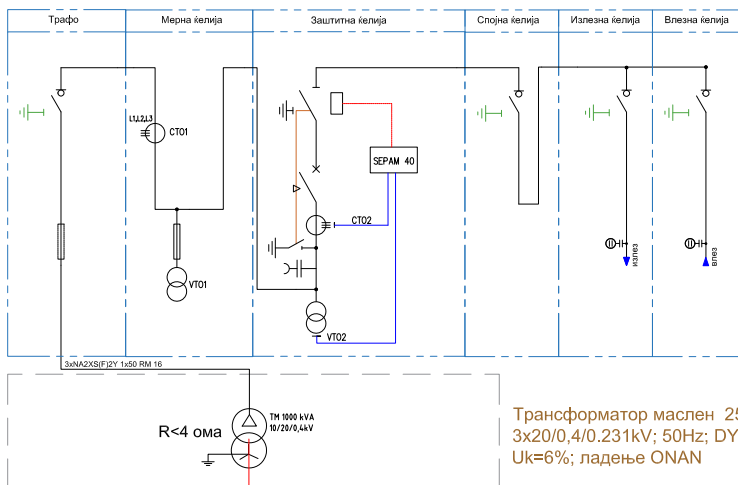 Трафо
Мерна ќелија
Заштитна ќелија
Спојна ќелија
Излезна ќелија
Влезна ќелија
L1,L2,L3
СТ01
SEPAM 40
СТ02
VT01
VT02
излез
влез
3xNA2XS(F)2Y 1x50 RM 16
R<4 ома
TM 1000 kVA
10/20/0,4kV
Трансформатор маслен 25
3x20/0,4/0.231kV; 50Hz; DY
Uk=6%; ладење ONAN